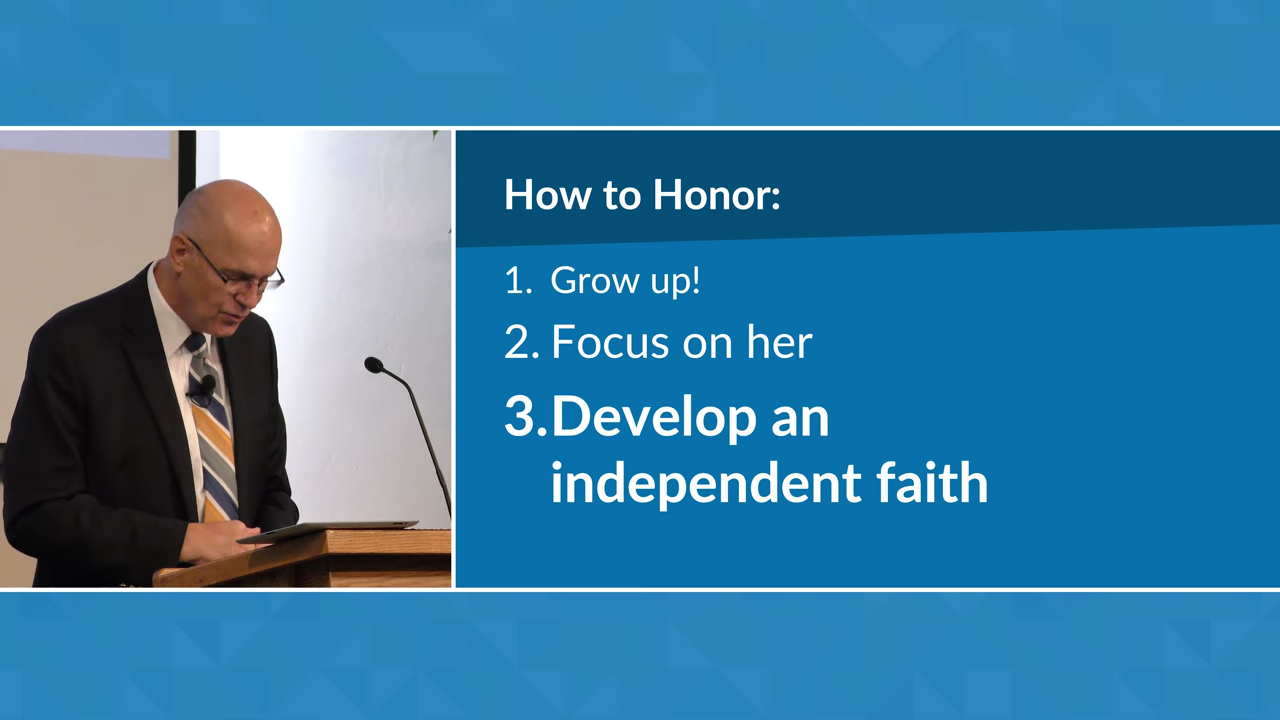 How to Honor:
1. Grow up!
2. Focus on her
3. Develop an
independent faith